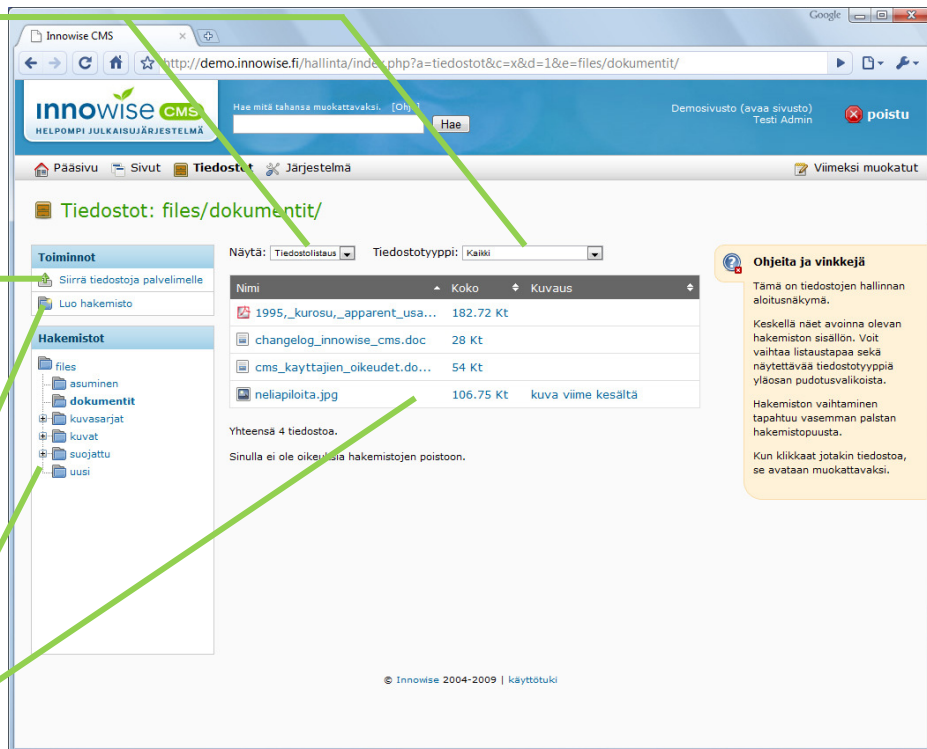 Google
Innowise CMS
http://demo.innowise.fi/hallinta/index.php?a=tiedostot&c=x&d=1&e=files/dokumentit/
innowise CMS
HELPOMPI JULKAISUJÄRJESTELMÄ
Hae mitä tahansa muokattavaksi.
Hae
Demosivusto (avaa sivusto)
Testi Admin
poistu
Pääsivu Sivut Tiedostot Järjestelmä
Viimeksi muokatut
Tiedostot: files/dokumentit/
Toiminnot
Siirrä tiedostoja palvelimelle
Luo hakemisto
Hakemistot
files
asuminen
dokumentit
kuvasarjat
kuvat
suojattu
uusi
Näytä: Tiedostolistaus Tiedostotyyppi: Kaikki
Nimi Koko Kuvaus
1995,_kurosu,_apparent_usa... 182.72 Kt
changelog_innowise_cms.doc 28 Kt
cms_kayttajien_oikeudet.do... 54 Kt
neliapiloita.jpg 106.75 Kt kuva viime kesältä
Yhteensä 4 tiedostoa.
Sinulla ei ole oikeuksia hakemistojen poistoon.
Ohjeita ja vinkkejä
Tämä on tiedostojen hallinnan
aloitusnäkymä.
Keskellä näet avoinna olevan
hakemiston sisällön. Voit
vaihtaa listaustapaa sekä
näytettävää tiedostotyyppiä
yläosan pudotusvalikoista.
Hakemiston vaihtaminen
tapahtuu vasemman palstan
hakemistopuusta.
Kun klikkaat jotakin tiedostoa,
se avataan muokattavaksi.
© Innowise 2004-2009 | käyttötuki